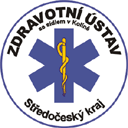 ZDRAVOTNÍ ÚSTAV
se sídlem v Kolíně
Středočeský kraj